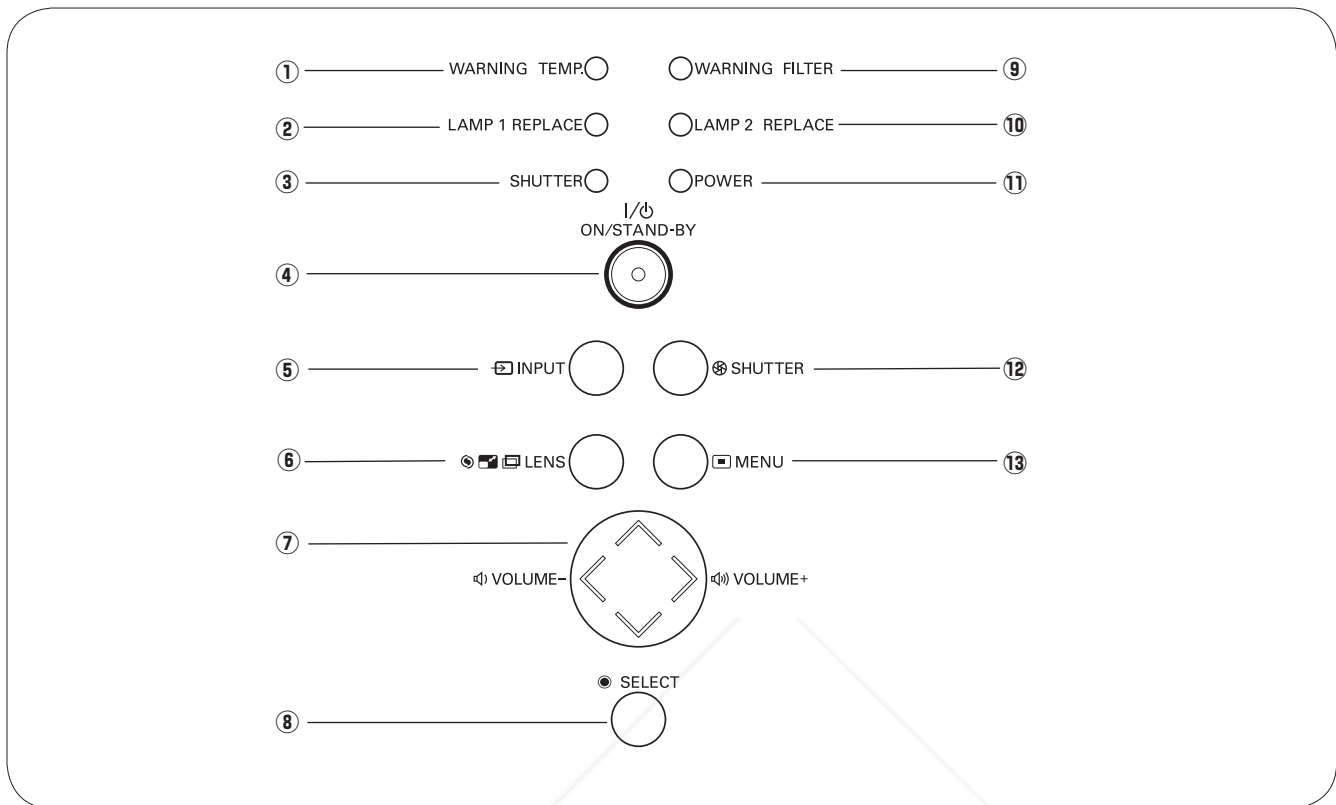 ① WARNING TEMP. WARNING FILTER ⑨
② LAMP 1 REPLACE LAMP 2 REPLACE ⑩
③ SHUTTER POWER ⑪
I/⏻
ON/STAND-BY
④
⑤ INPUT SHUTTER ⑫
⑥ LENS MENU ⑬
⑦
VOLUME- VOLUME+
SELECT
⑧